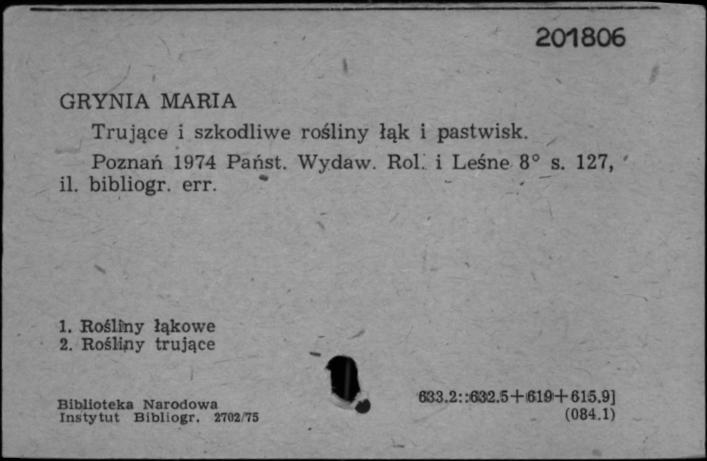 201806
GRYNIA MARIA
Trujące i szkodliwe rośliny łąk i pastwisk.
Poznań 1974 Państ. Wydaw. Rol. i Leśne 8° s. 127,
il. bibliogr. err.
1. Rośliny łąkowe
2. Rośliny trujące
633.2::632.5+619+615.9]
(084.1)
Biblioteka Narodowa
Instytut Bibliogr. 2702/75